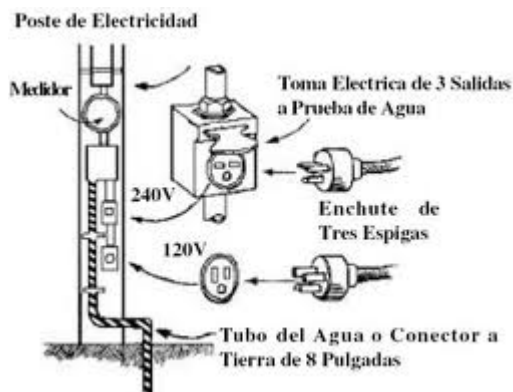 Poste de Electricidad
Medidor
Toma Electrica de 3 Salidas
a Prueba de Agua
240V
Enchute de
Tres Espigas
120V
Tubo del Agua o Conector a
Tierra de 8 Pulgadas